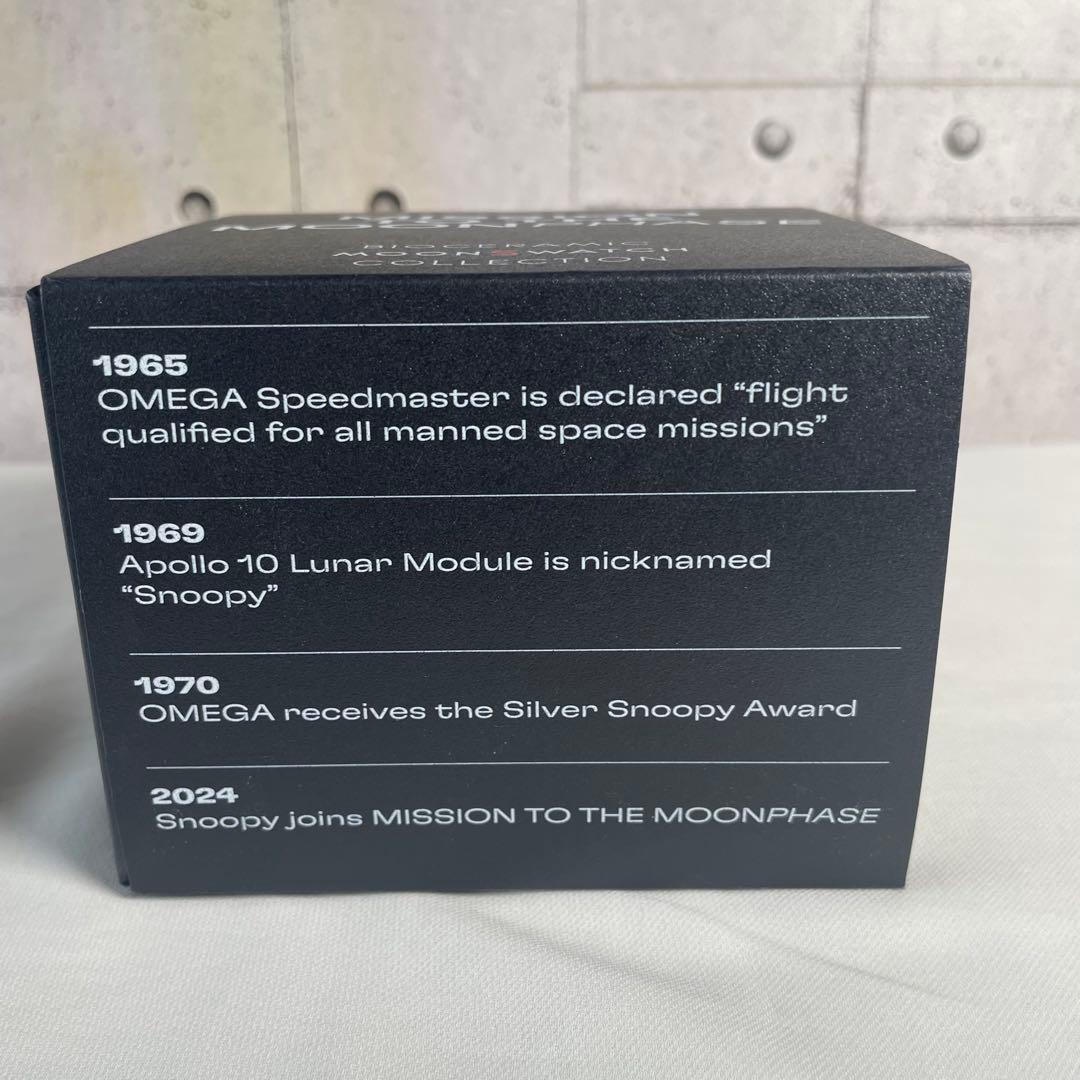 MOONPHASE
BIOCERAMIC
MOONSWATCH
COLLECTION
1965
OMEGA Speedmaster is declared “flight
qualified for all manned space missions”
1969
Apollo 10 Lunar Module is nicknamed
“Snoopy”
1970
OMEGA receives the Silver Snoopy Award
2024
Snoopy joins MISSION TO THE MOONPHASE